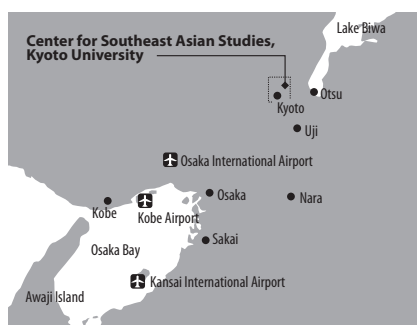 Lake Biwa
Center for Southeast Asian Studies,
Kyoto University
Otsu
Kyoto
Uji
Osaka International Airport
Osaka
Nara
Kobe
Kobe Airport
Sakai
Osaka Bay
Kansai International Airport
Awaji Island